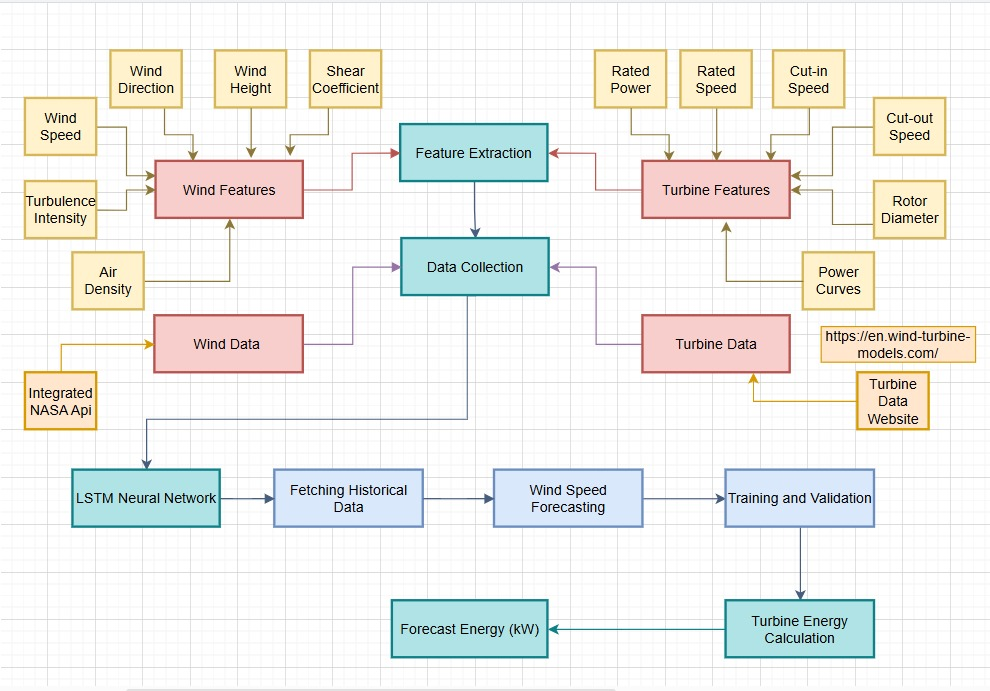 Wind
Direction
Wind
Height
Shear
Coefficient
Rated
Power
Rated
Speed
Cut-in
Speed
Wind
Speed
Cut-out
Speed
Feature Extraction
Wind Features
Turbine Features
Turbulence
Intensity
Rotor
Diameter
Air
Density
Data Collection
Power
Curves
Wind Data
Turbine Data
https://en.wind-turbine-
models.com/
Integrated
NASA Api
Turbine
Data
Website
LSTM Neural Network
Fetching Historical
Data
Wind Speed
Forecasting
Training and Validation
Forecast Energy (kW)
Turbine Energy
Calculation